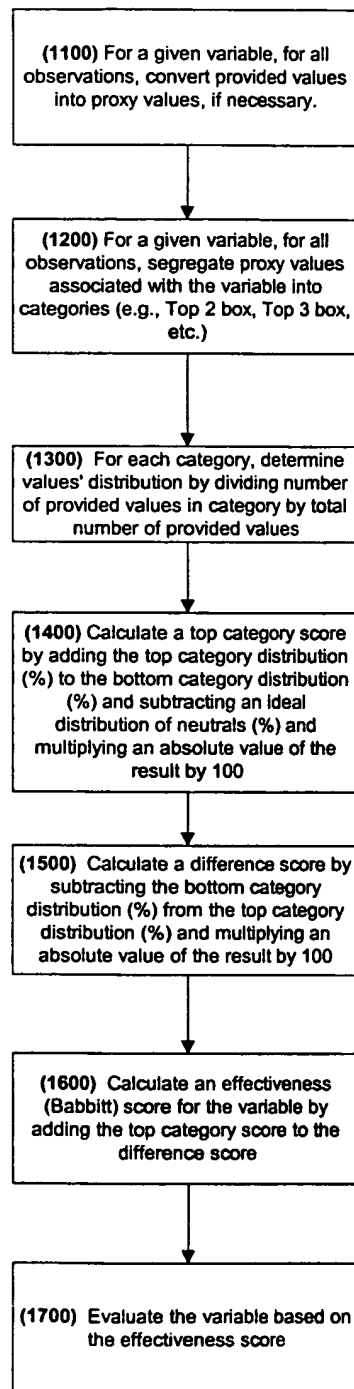 (1100) For a given variable, for all
observations, convert provided values
into proxy values, if necessary.
(1200) For a given variable, for all
observations, segregate proxy values
associated with the variable into
categories (e.g., Top 2 box, Top 3 box,
etc.)
(1300) For each category, determine
values' distribution by dividing number
of provided values in category by total
number of provided values
(1400) Calculate a top category score
by adding the top category distribution
(%) to the bottom category distribution
(%) and subtracting an ideal
distribution of neutrals (%) and
multiplying an absolute value of the
result by 100
(1500) Calculate a difference score by
subtracting the bottom category
distribution (%) from the top category
distribution (%) and multiplying an
absolute value of the result by 100
(1600) Calculate an effectiveness
(Babbitt) score for the variable by
adding the top category score to the
difference score
(1700) Evaluate the variable based on
the effectiveness score